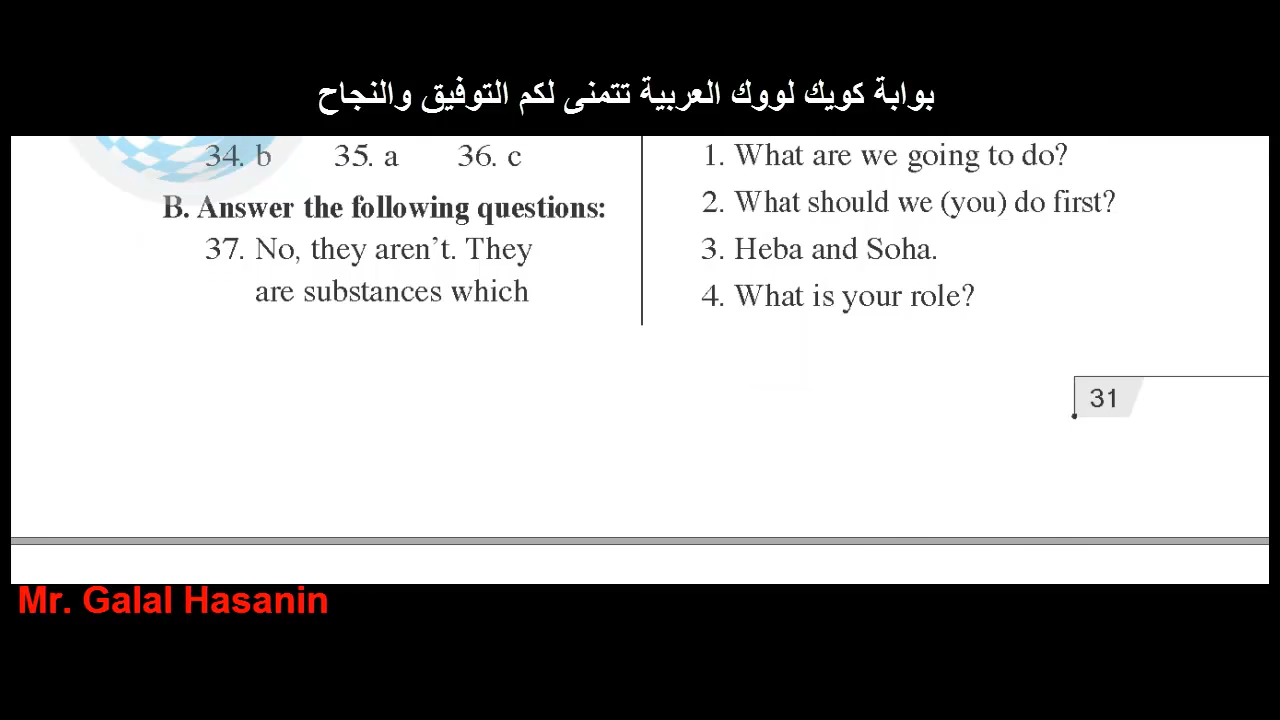 بوابة كويك لووك العربية تتمنى لكم التوفيق والنجاح
34. b 35. a 36. c
B. Answer the following questions:
37. No, they aren't. They
are substances which
1. What are we going to do?
2. What should we (you) do first?
3. Heba and Soha.
4. What is your role?
31
Mr. Galal Hasanin